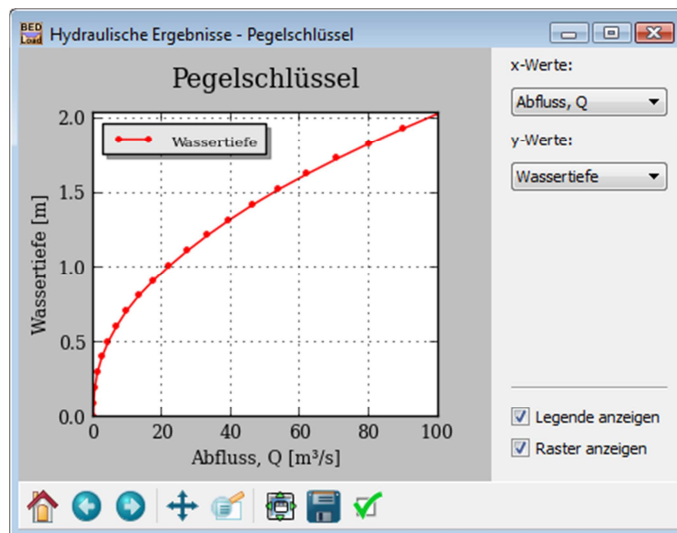 BED
Load
Hydraulische Ergebnisse - Pegelschlüssel
Pegelschlüssel
Wassertiefe
2.0
1.5
1.0
0.5
0.0
Wassertiefe [m]
0 20 40 60 80 100
Abfluss, Q [m³/s]
x-Werte:
Abfluss, Q
y-Werte:
Wassertiefe
Legende anzeigen
Raster anzeigen